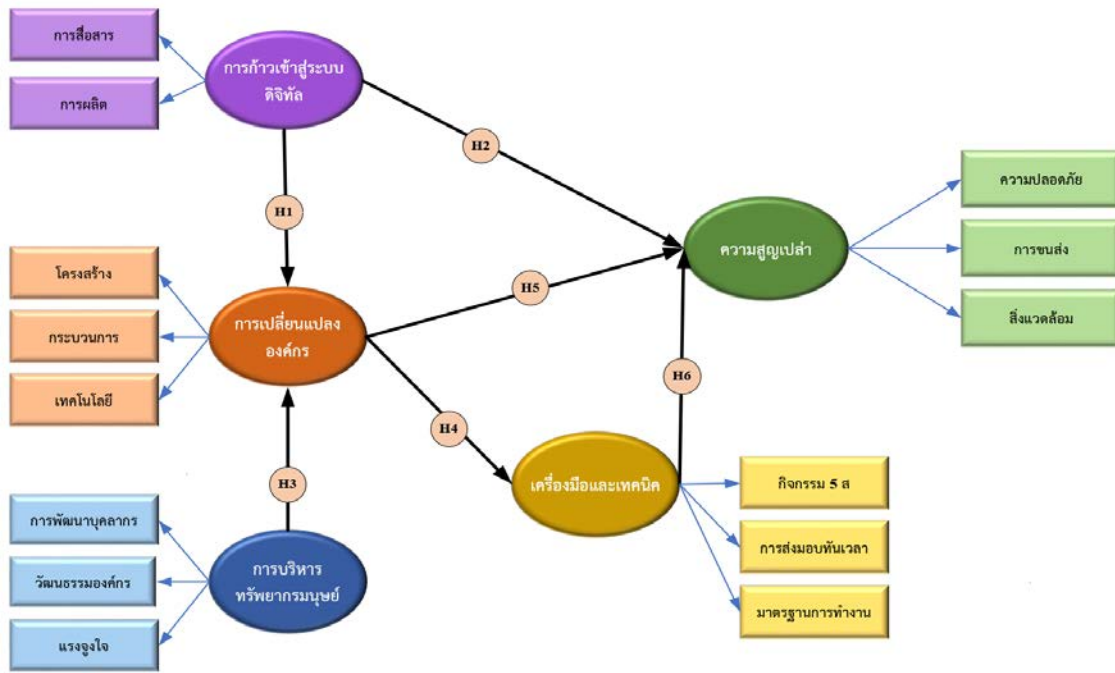 การสื่อสาร
การผลิต
การก้าวเข้าสู่ระบบ
ดิจิทัล
H2
H1
ความปลอดภัย
การขนส่ง
สิ่งแวดล้อม
ความสูญเปล่า
โครงสร้าง
กระบวนการ
เทคโนโลยี
การเปลี่ยนแปลง
องค์กร
H5
H6
H4
H3
เครื่องมือและเทคนิค
กิจกรรม 5 ส
การส่งมอบทันเวลา
มาตรฐานการทำงาน
การพัฒนาบุคลากร
วัฒนธรรมองค์กร
แรงจูงใจ
การบริหาร
ทรัพยากรมนุษย์